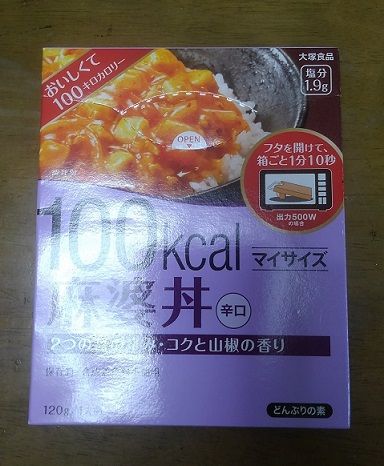 おいしくて
100キロカロリー
大塚食品
塩分
1.9g
OPEN
フタを開けて、
箱ごと1分10秒
出力500W
の場合
100kcal
マイサイズ
麻婆丼
辛口
コクと山椒の香り
120g
どんぶりの素